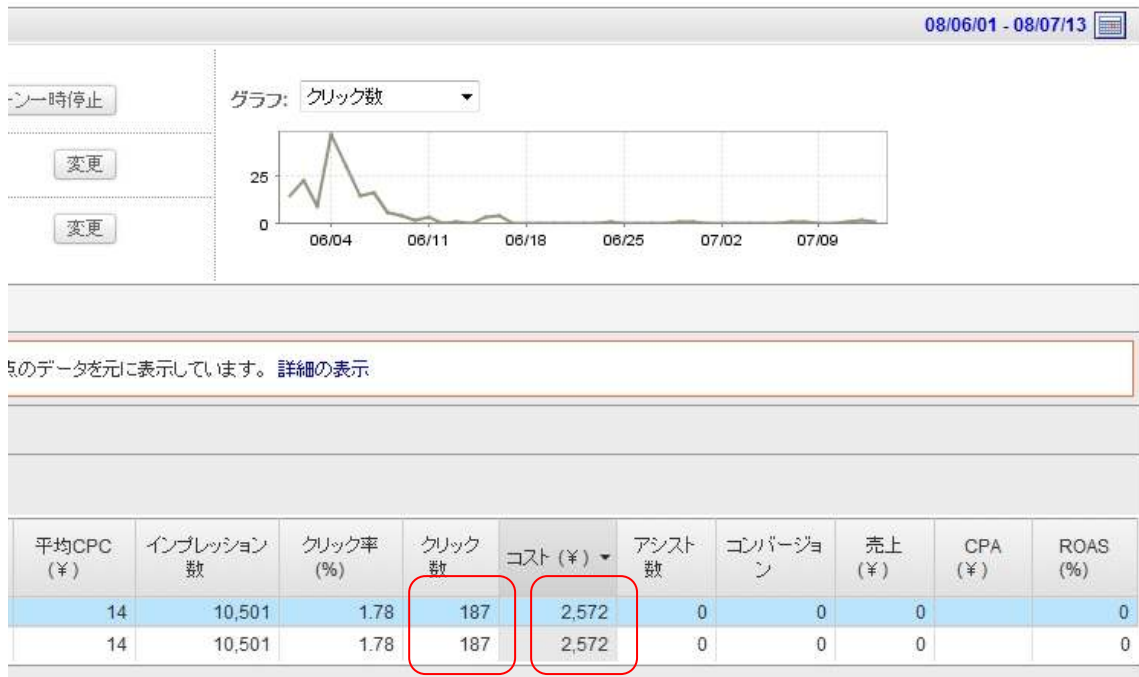 08/06/01 - 08/07/13
ーン一時停止
グラフ: クリック数
変更
25
変更
0
06/04 06/11 06/18 06/25 07/02 07/09
点のデータを元に表示しています。詳細の表示
平均CPC (¥) インプレッション数 クリック率 (%) クリック数 コスト (¥) アシスト数 コンバージョン 売上 (¥) CPA (¥) ROAS (%)
14 10,501 1.78 187 2,572 0 0 0 0
14 10,501 1.78 187 2,572 0 0 0 0